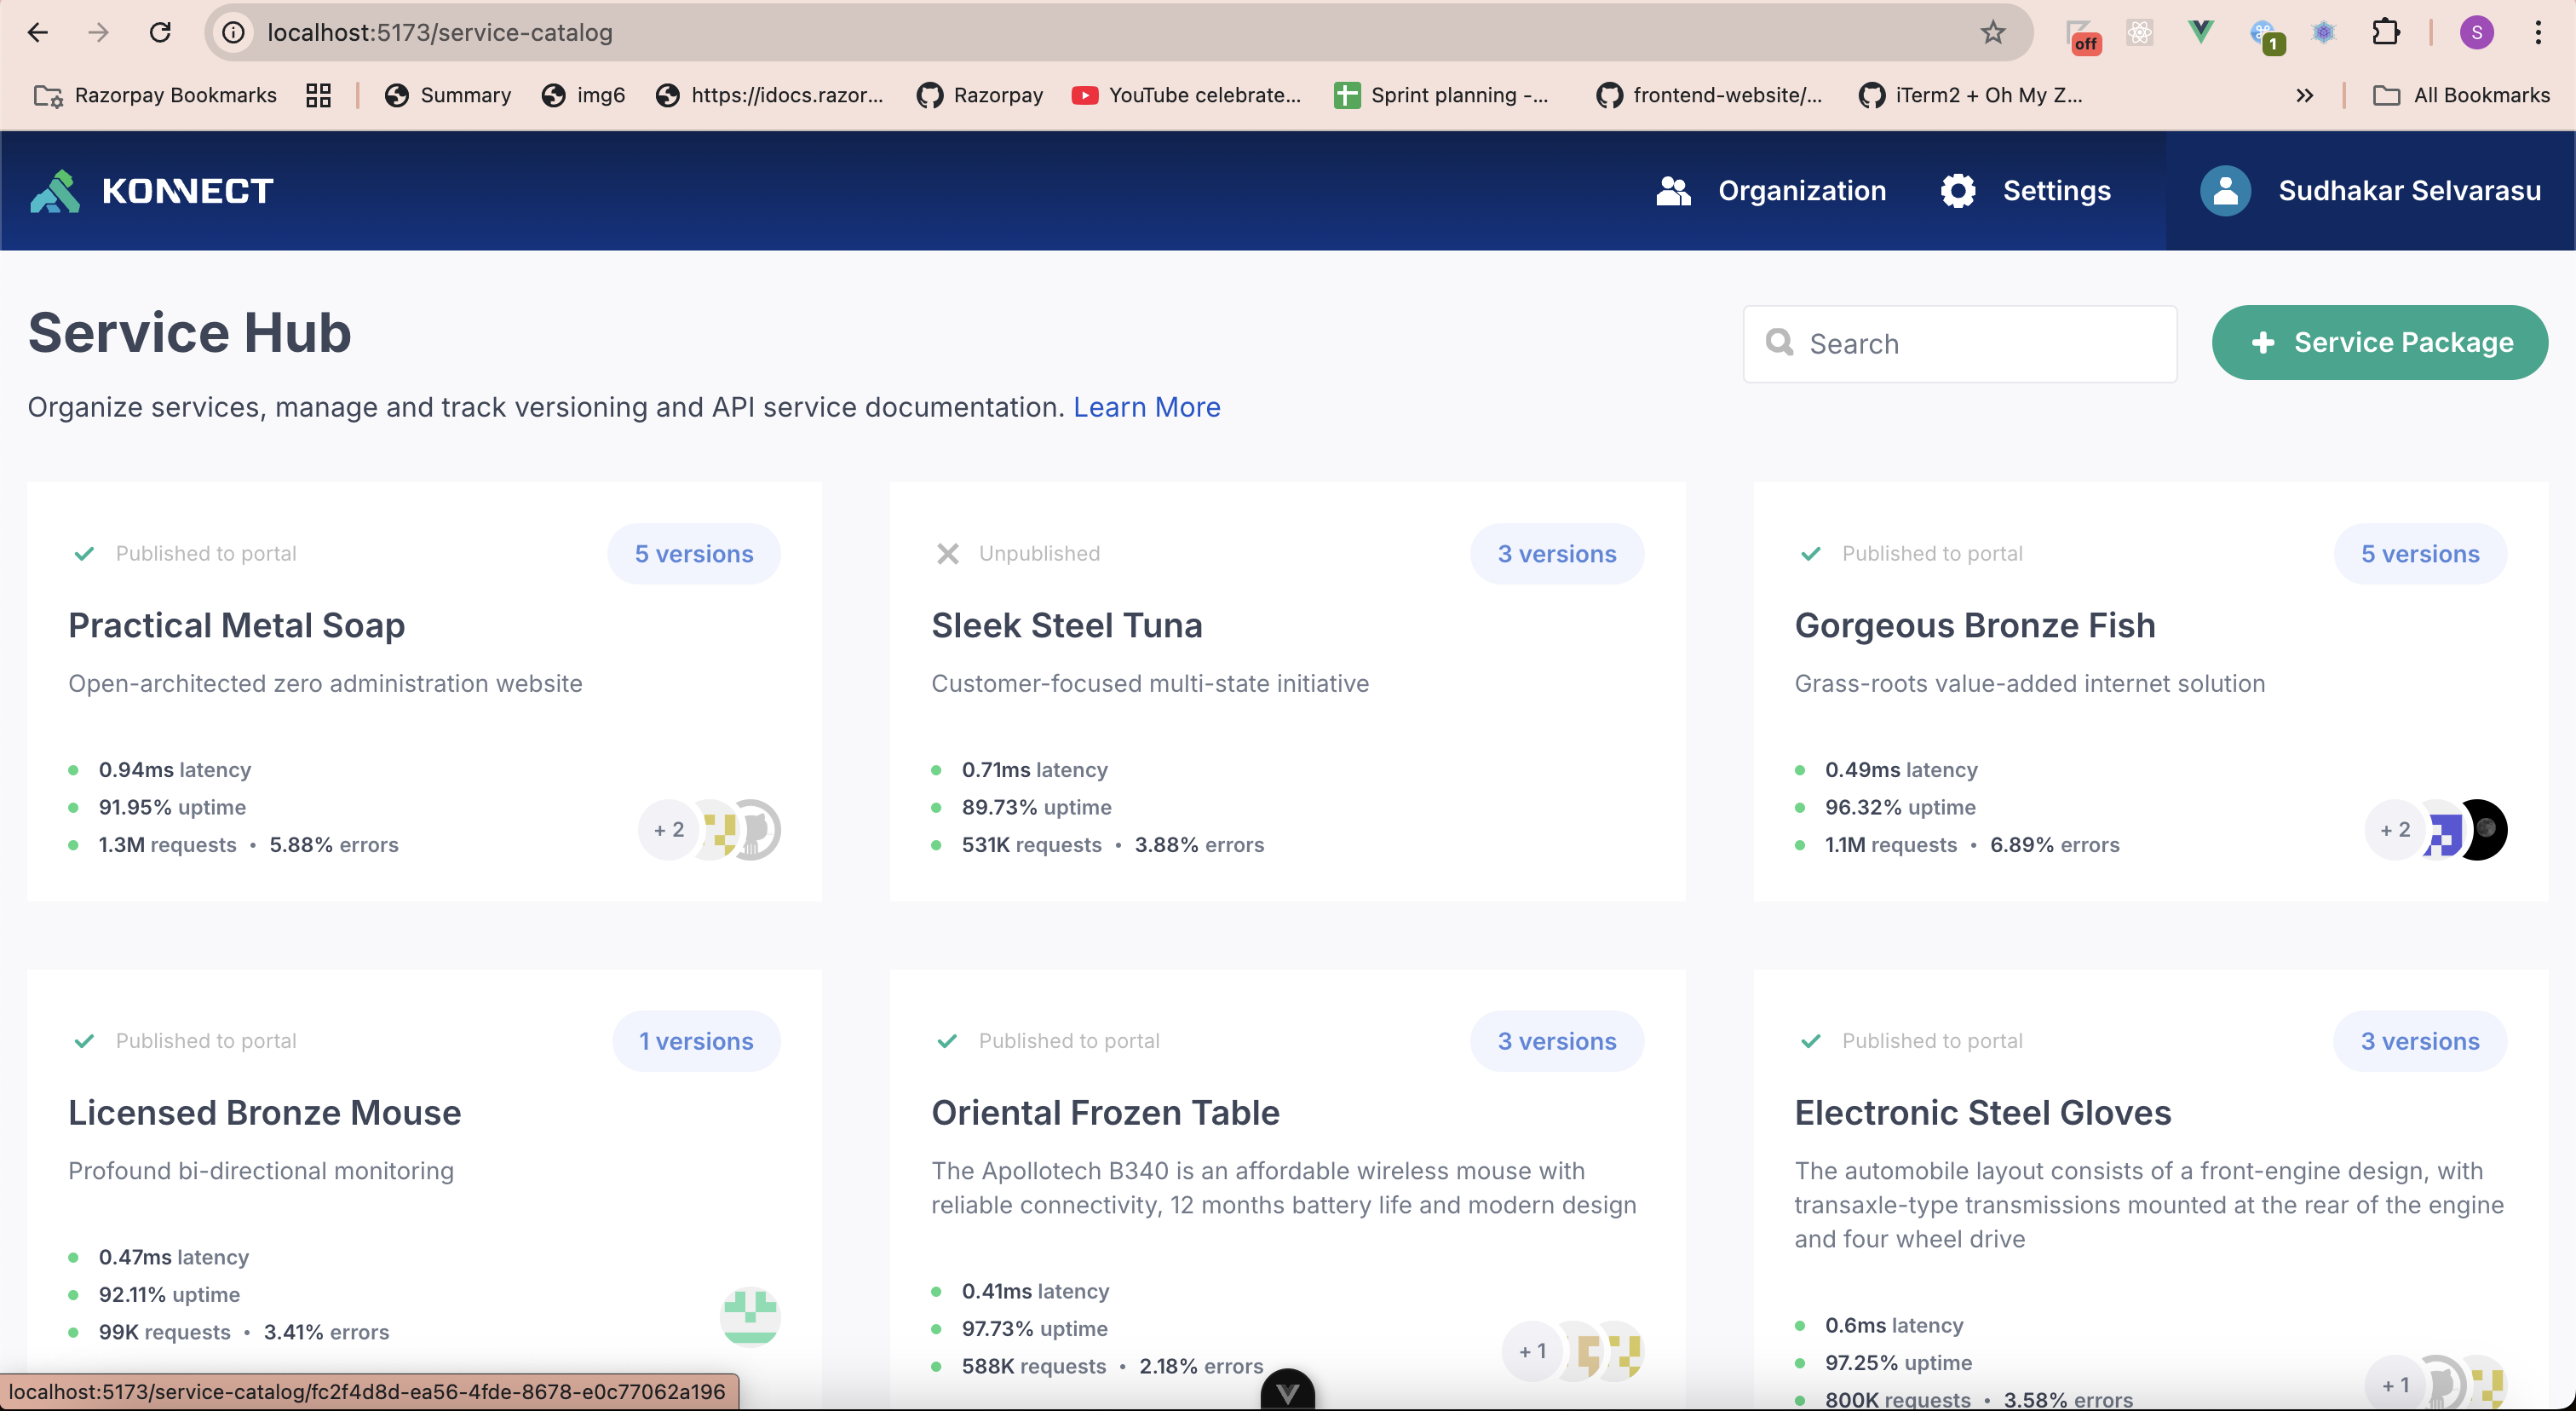 localhost:5173/service-catalog
off
1
S
Razorpay Bookmarks
Summary
img6
https://idocs.razor...
Razorpay
YouTube celebrate...
Sprint planning -...
frontend-website/...
iTerm2 + Oh My Z...
All Bookmarks
KONNECT
Organization
Settings
Sudhakar Selvarasu
Service Hub
Search
Service Package
Organize services, manage and track versioning and API service documentation. Learn More
Published to portal
5 versions
Practical Metal Soap
Open-architected zero administration website
0.94ms latency
91.95% uptime
1.3M requests • 5.88% errors
+ 2
Unpublished
3 versions
Sleek Steel Tuna
Customer-focused multi-state initiative
0.71ms latency
89.73% uptime
531K requests • 3.88% errors
Published to portal
5 versions
Gorgeous Bronze Fish
Grass-roots value-added internet solution
0.49ms latency
96.32% uptime
1.1M requests • 6.89% errors
+ 2
Published to portal
1 versions
Licensed Bronze Mouse
Profound bi-directional monitoring
0.47ms latency
92.11% uptime
99K requests • 3.41% errors
Published to portal
3 versions
Oriental Frozen Table
The Apollotech B340 is an affordable wireless mouse with
reliable connectivity, 12 months battery life and modern design
0.41ms latency
97.73% uptime
588K requests • 2.18% errors
+ 1
Published to portal
3 versions
Electronic Steel Gloves
The automobile layout consists of a front-engine design, with
transaxle-type transmissions mounted at the rear of the engine
and four wheel drive
0.6ms latency
97.25% uptime
800K requests • 3.58% errors
+ 1
localhost:5173/service-catalog/fc2f4d8d-ea56-4fde-8678-e0c77062a196